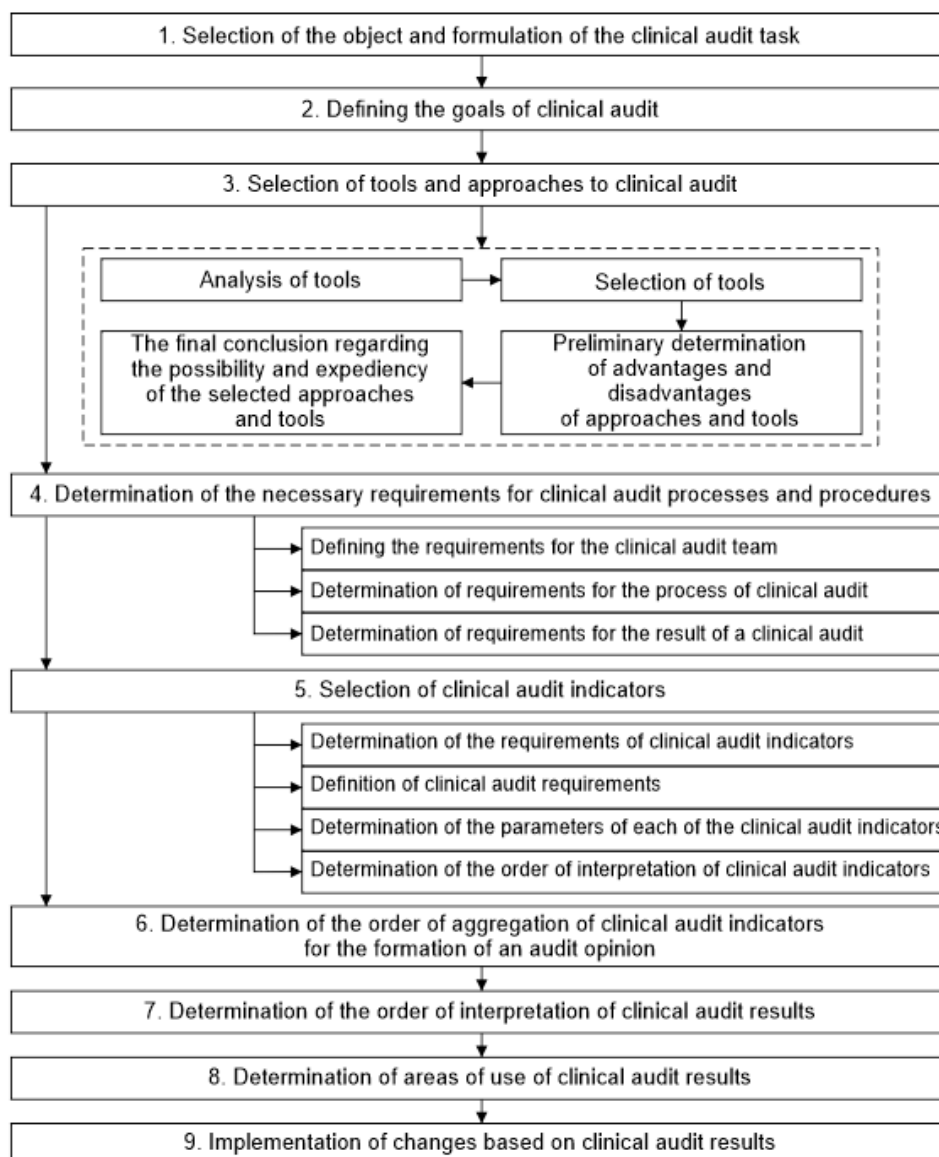 1. Selection of the object and formulation of the clinical audit task
2. Defining the goals of clinical audit
3. Selection of tools and approaches to clinical audit
Analysis of tools
Selection of tools
The final conclusion regarding
the possibility and expediency
of the selected approaches
and tools
Preliminary determination
of advantages and
disadvantages
of approaches and tools
4. Determination of the necessary requirements for clinical audit processes and procedures
Defining the requirements for the clinical audit team
Determination of requirements for the process of clinical audit
Determination of requirements for the result of a clinical audit
5. Selection of clinical audit indicators
Determination of the requirements of clinical audit indicators
Definition of clinical audit requirements
Determination of the parameters of each of the clinical audit indicators
Determination of the order of interpretation of clinical audit indicators
6. Determination of the order of aggregation of clinical audit indicators
for the formation of an audit opinion
7. Determination of the order of interpretation of clinical audit results
8. Determination of areas of use of clinical audit results
9. Implementation of changes based on clinical audit results